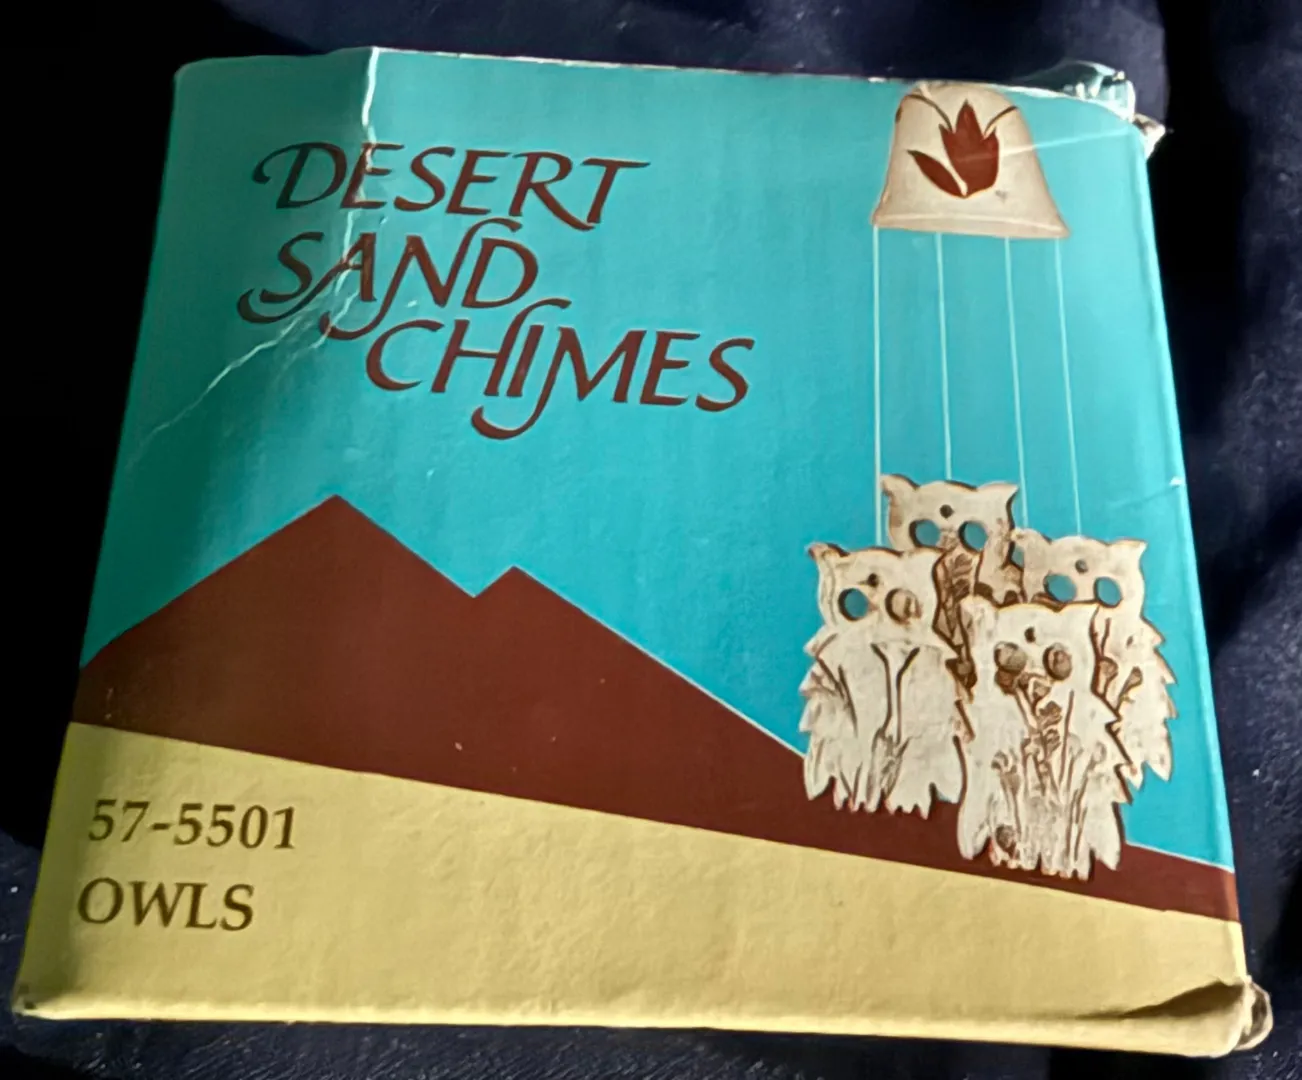 DESERT
SAND
CHIMES
57-5501
OWLS